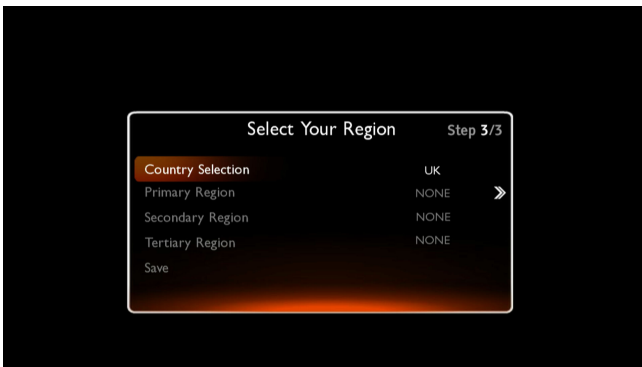 Select Your Region Step 3/3
Country Selection UK
Primary Region NONE
Secondary Region NONE
Tertiary Region NONE
Save